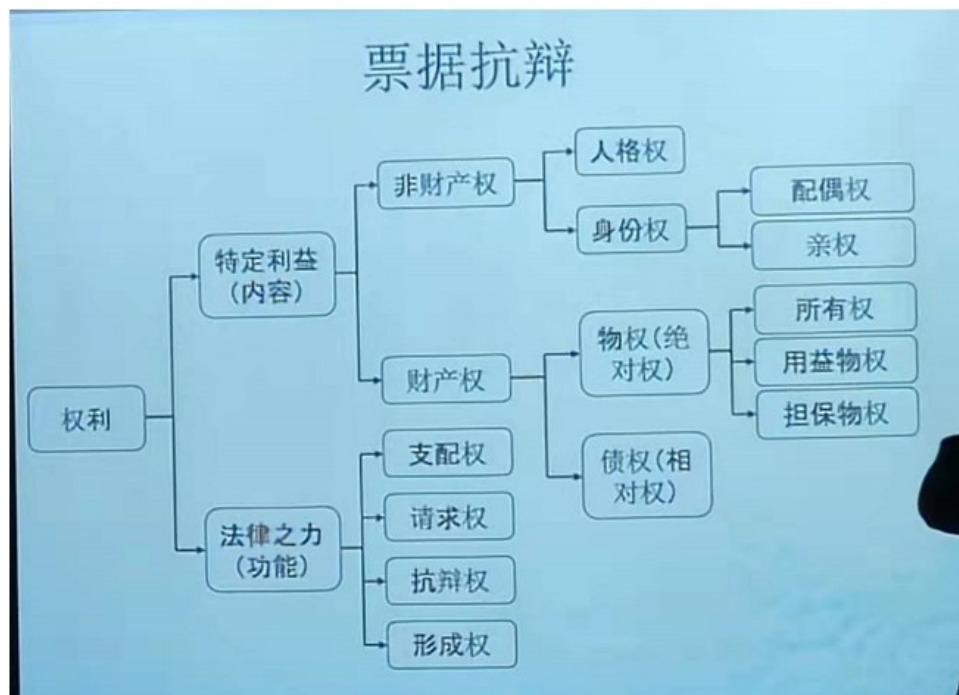 票据抗辩
权利
特定利益
(内容)
非财产权
人格权
身份权
配偶权
亲权
财产权
物权(绝
对权)
所有权
用益物权
担保物权
债权(相
对权)
法律之力
(功能)
支配权
请求权
抗辩权
形成权